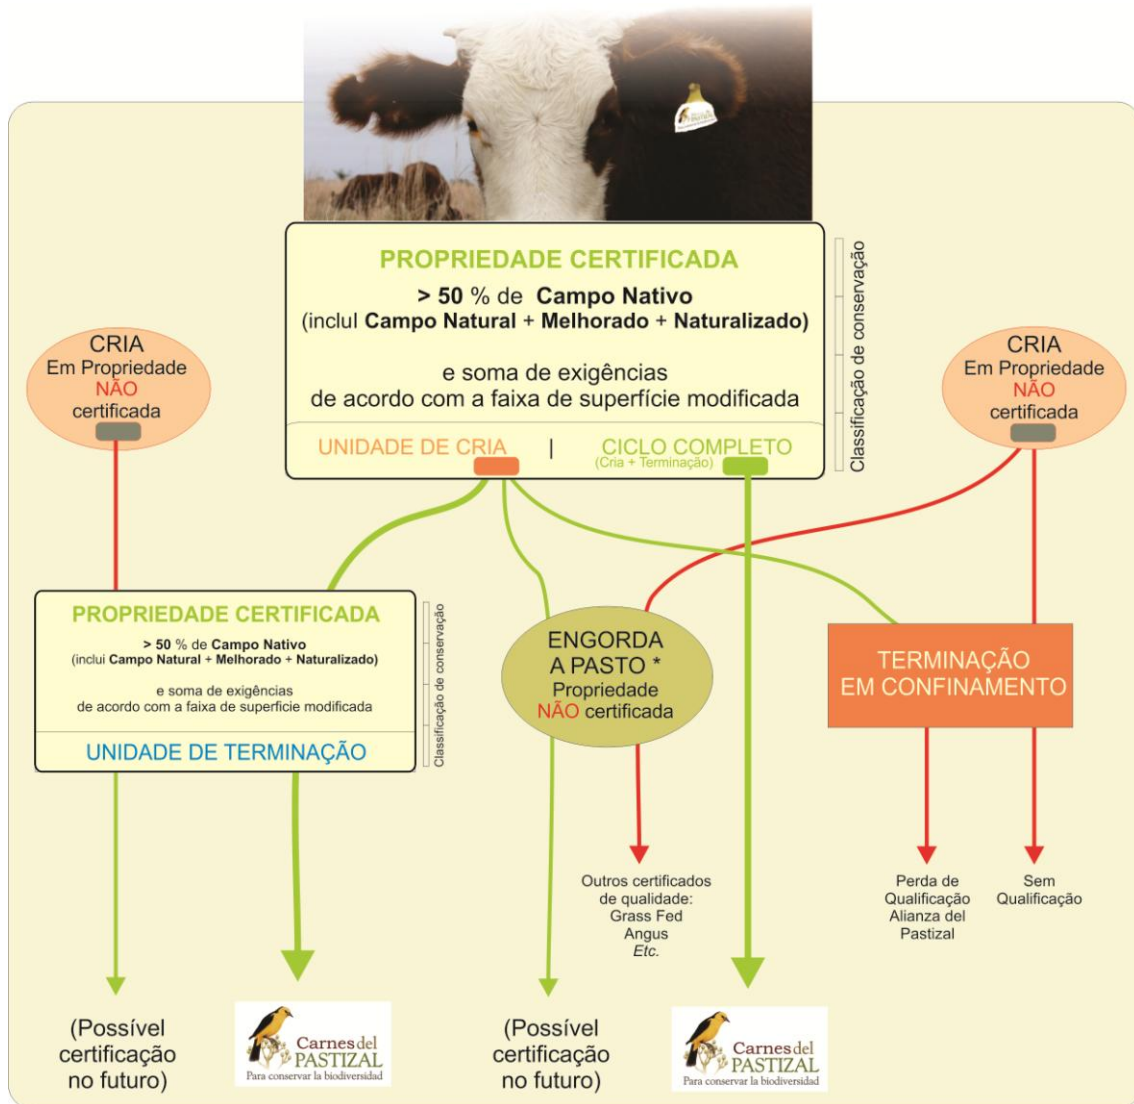 PASTIZAL
PROPRIEDADE CERTIFICADA
> 50 % de Campo Nativo
(inclul Campo Natural + Melhorado + Naturalizado)
e soma de exigências
de acordo com a faixa de superfície modificada
UNIDADE DE CRIA | CICLO COMPLETO
(Cria + Terminação)
Classificação de conservação
CRIA
Em Propriedade
NÃO
certificada
CRIA
Em Propriedade
NÃO
certificada
PROPRIEDADE CERTIFICADA
> 50 % de Campo Nativo
(inclui Campo Natural + Melhorado + Naturalizado)
e soma de exigências
de acordo com a faixa de superfície modificada
UNIDADE DE TERMINAÇÃO
Classificação de conservação
ENGORDA
A PASTO *
Propriedade
NÃO certificada
TERMINAÇÃO
EM CONFINAMENTO
Outros certificados
de qualidade:
Grass Fed
Angus
Etc.
Perda de
Qualificação
Alianza del
Pastizal
Sem
Qualificação
(Possível
certificação
no futuro)
Carnes del
PASTIZAL
Para conservar la biodiversidad
(Possível
certificação
no futuro)
Carnes del
PASTIZAL
Para conservar la biodiversidad